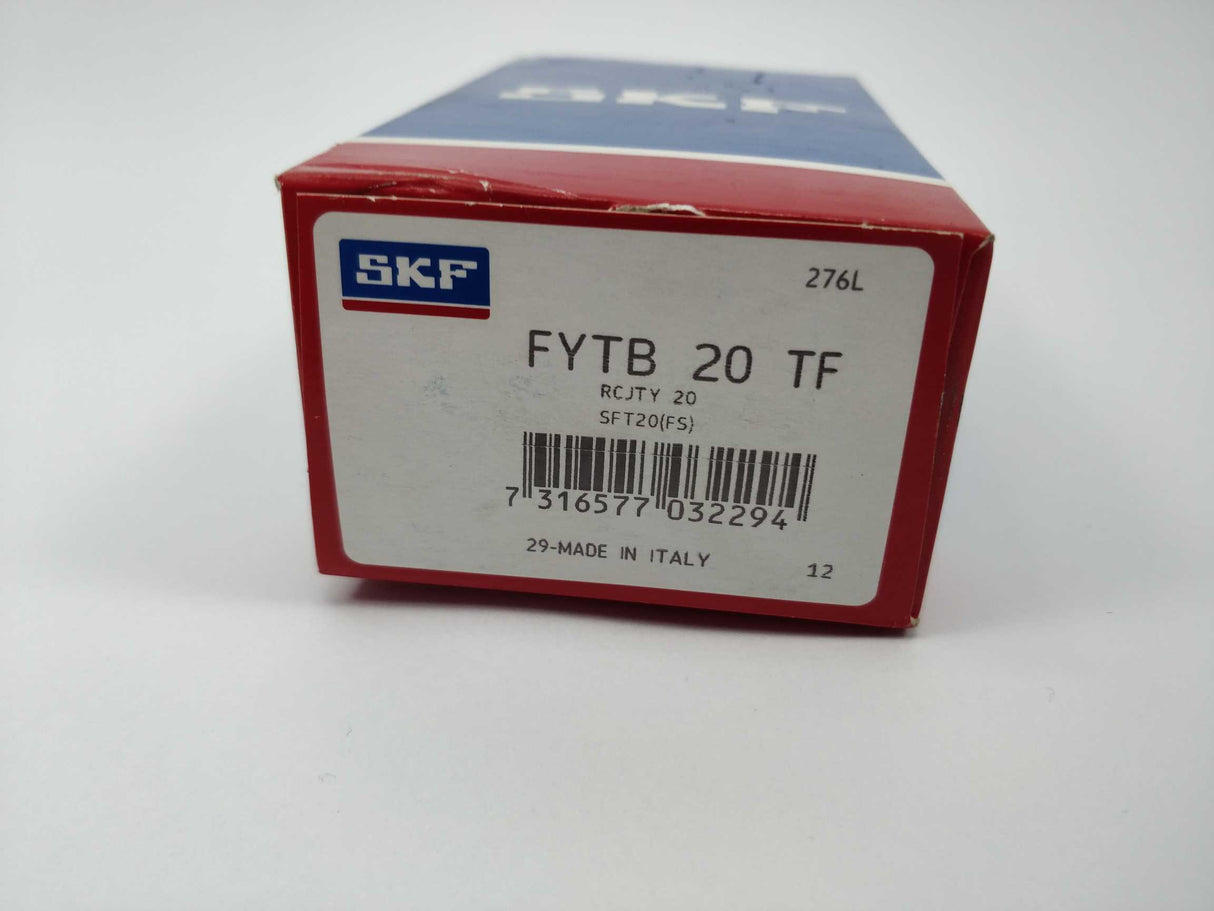 SKF
SKF
276L
FYTB 20 TF
RCJTY 20
SFT20(FS)
7 316577 032294
29-MADE IN ITALY
12